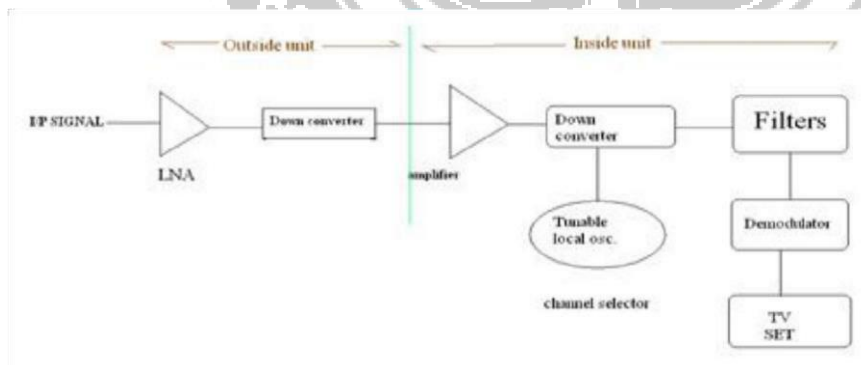 Outside unit
Inside unit
I/P SIGNAL
LNA
Down converter
amplifier
Down
converter
Tunable
local osc.
channel selector
Filters
Demodulator
TV
SET